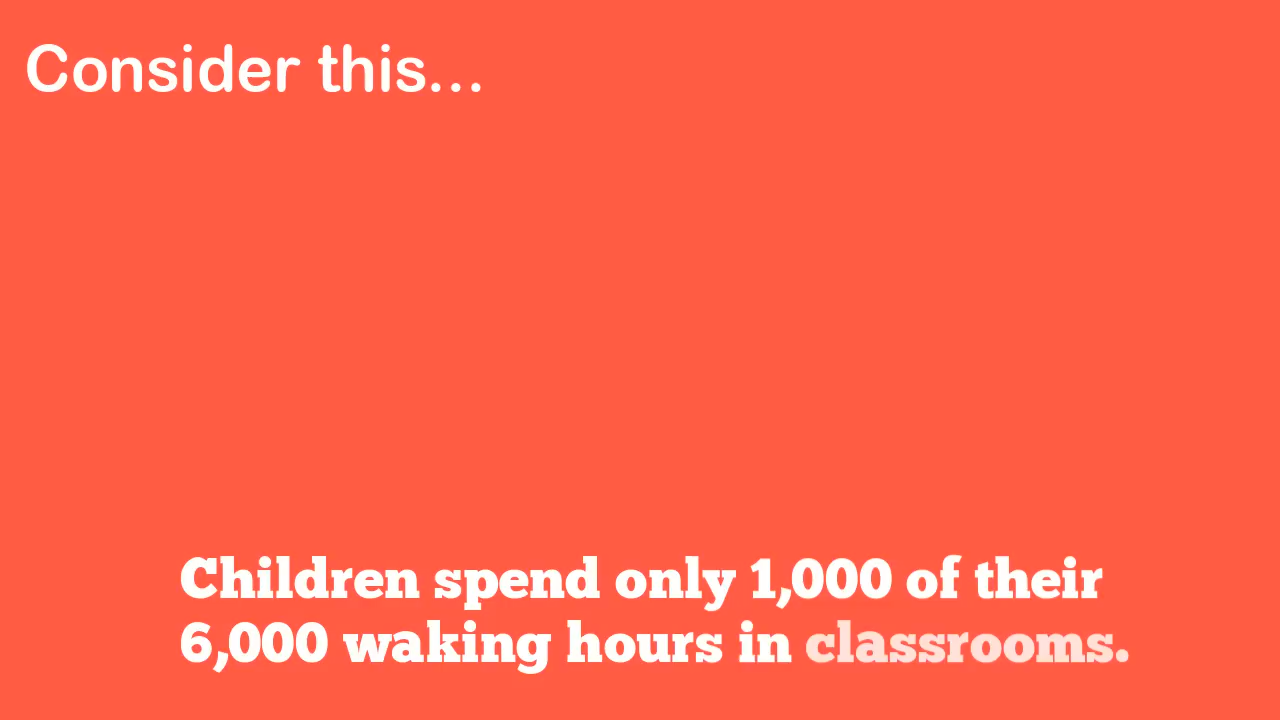 Consider this...
Children spend only 1,000 of their
6,000 waking hours in classrooms.